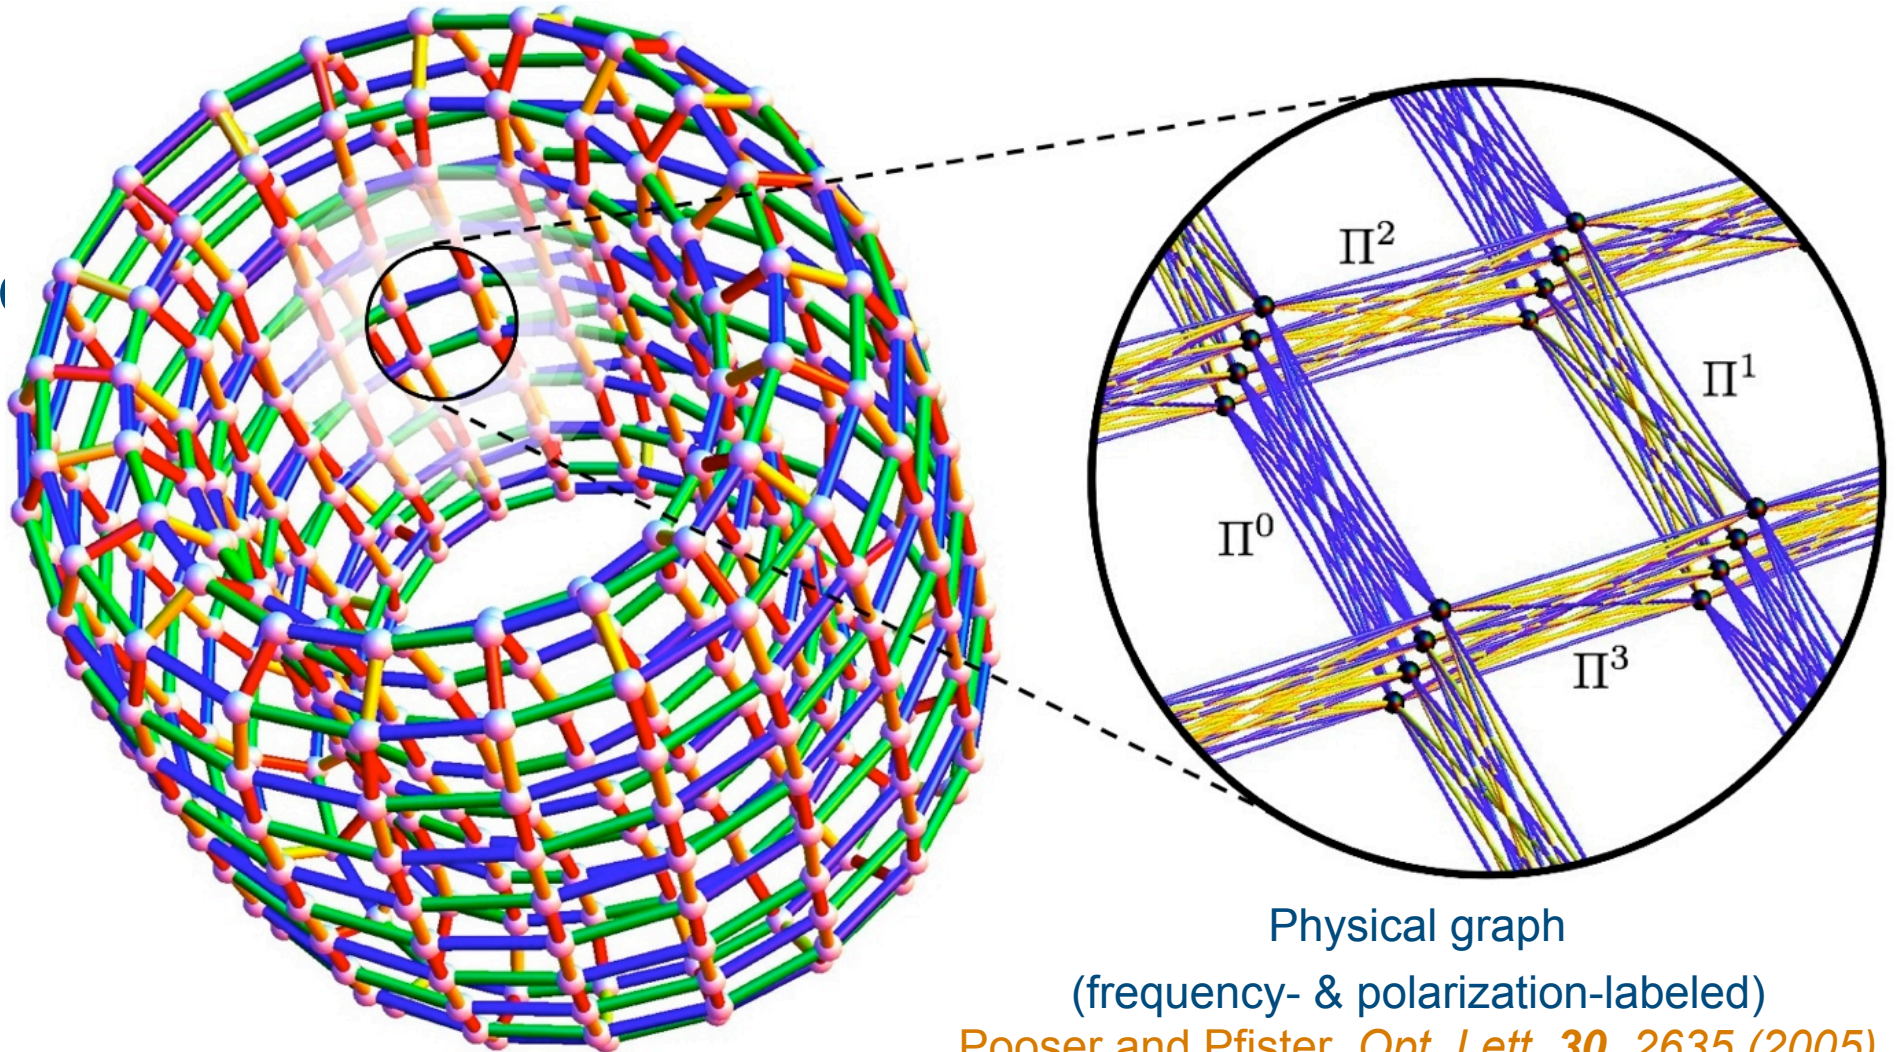 Π²
Π¹
Π⁰
Π³
Physical graph
(frequency- & polarization-labeled)
Pooser and Pfister, Opt. Lett. 30, 2635 (2005)